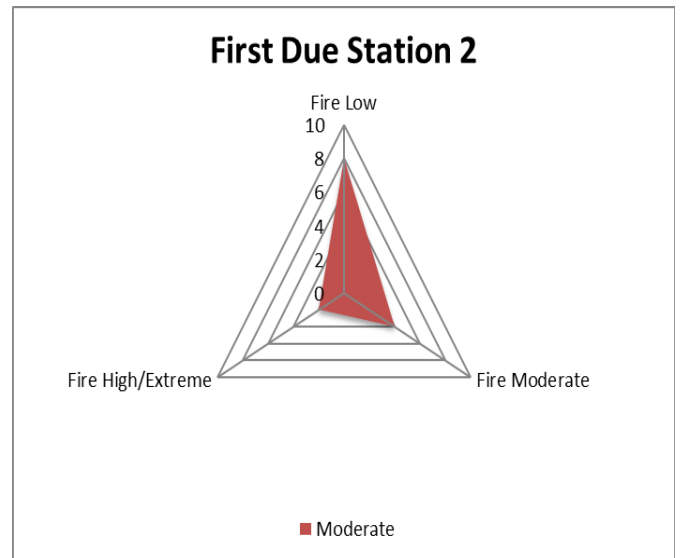 First Due Station 2
Fire Low
10
8
6
4
2
0
Fire High/Extreme
Fire Moderate
Moderate